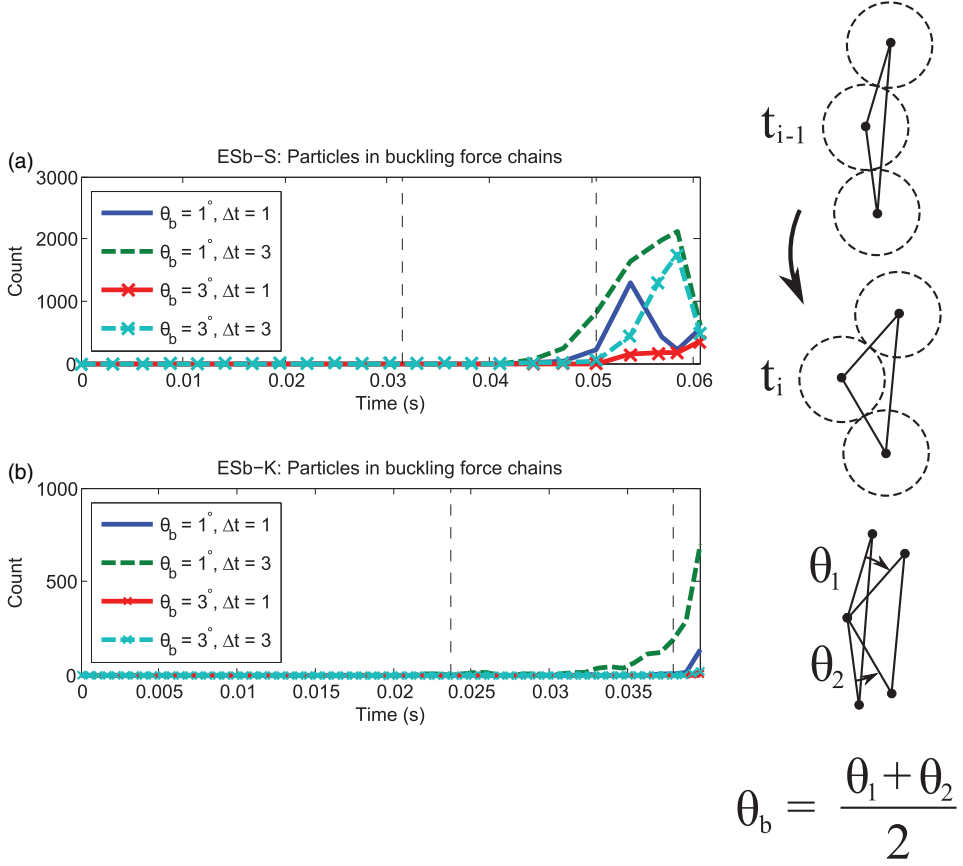 (a)
ESb-S: Particles in buckling force chains
3000
2000
1000
0
Count
θb = 1°, Δt = 1
θb = 1°, Δt = 3
θb = 3°, Δt = 1
θb = 3°, Δt = 3
0 0.01 0.02 0.03 0.04 0.05 0.06
Time (s)
(b)
ESb-K: Particles in buckling force chains
1000
500
0
Count
θb = 1°, Δt = 1
θb = 1°, Δt = 3
θb = 3°, Δt = 1
θb = 3°, Δt = 3
0 0.005 0.01 0.015 0.02 0.025 0.03 0.035
Time (s)
ti-1
ti
θ1
θ2
θb = θ1 + θ2
2